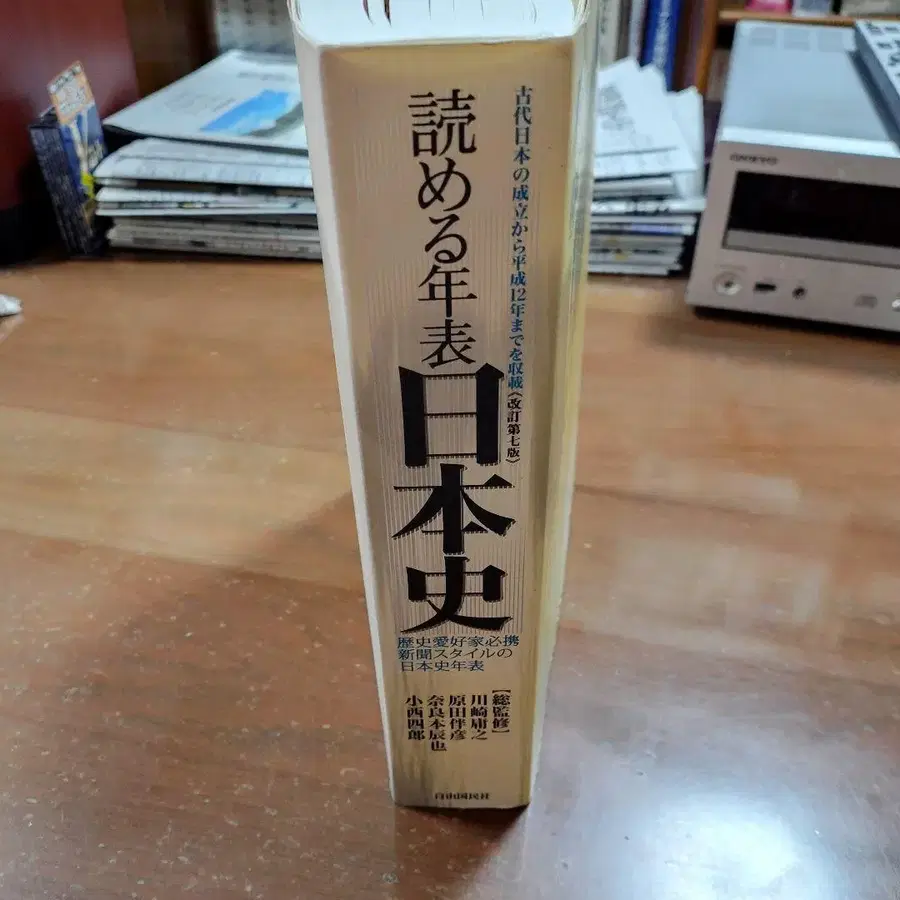 古代日本の成立から平成12年までを収載《改訂第七版》
読める年表
日本史
歴史愛好家必携
新聞スタイルの
日本史年表
【総監修】
川崎庸之
原田伴彦
奈良本辰也
小西四郎
自由国民社
ONKYO